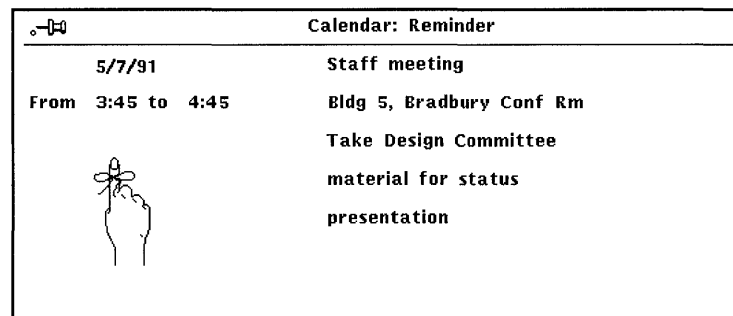 Calendar: Reminder
5/7/91 Staff meeting
From 3:45 to 4:45 Bldg 5, Bradbury Conf Rm
Take Design Committee
material for status
presentation